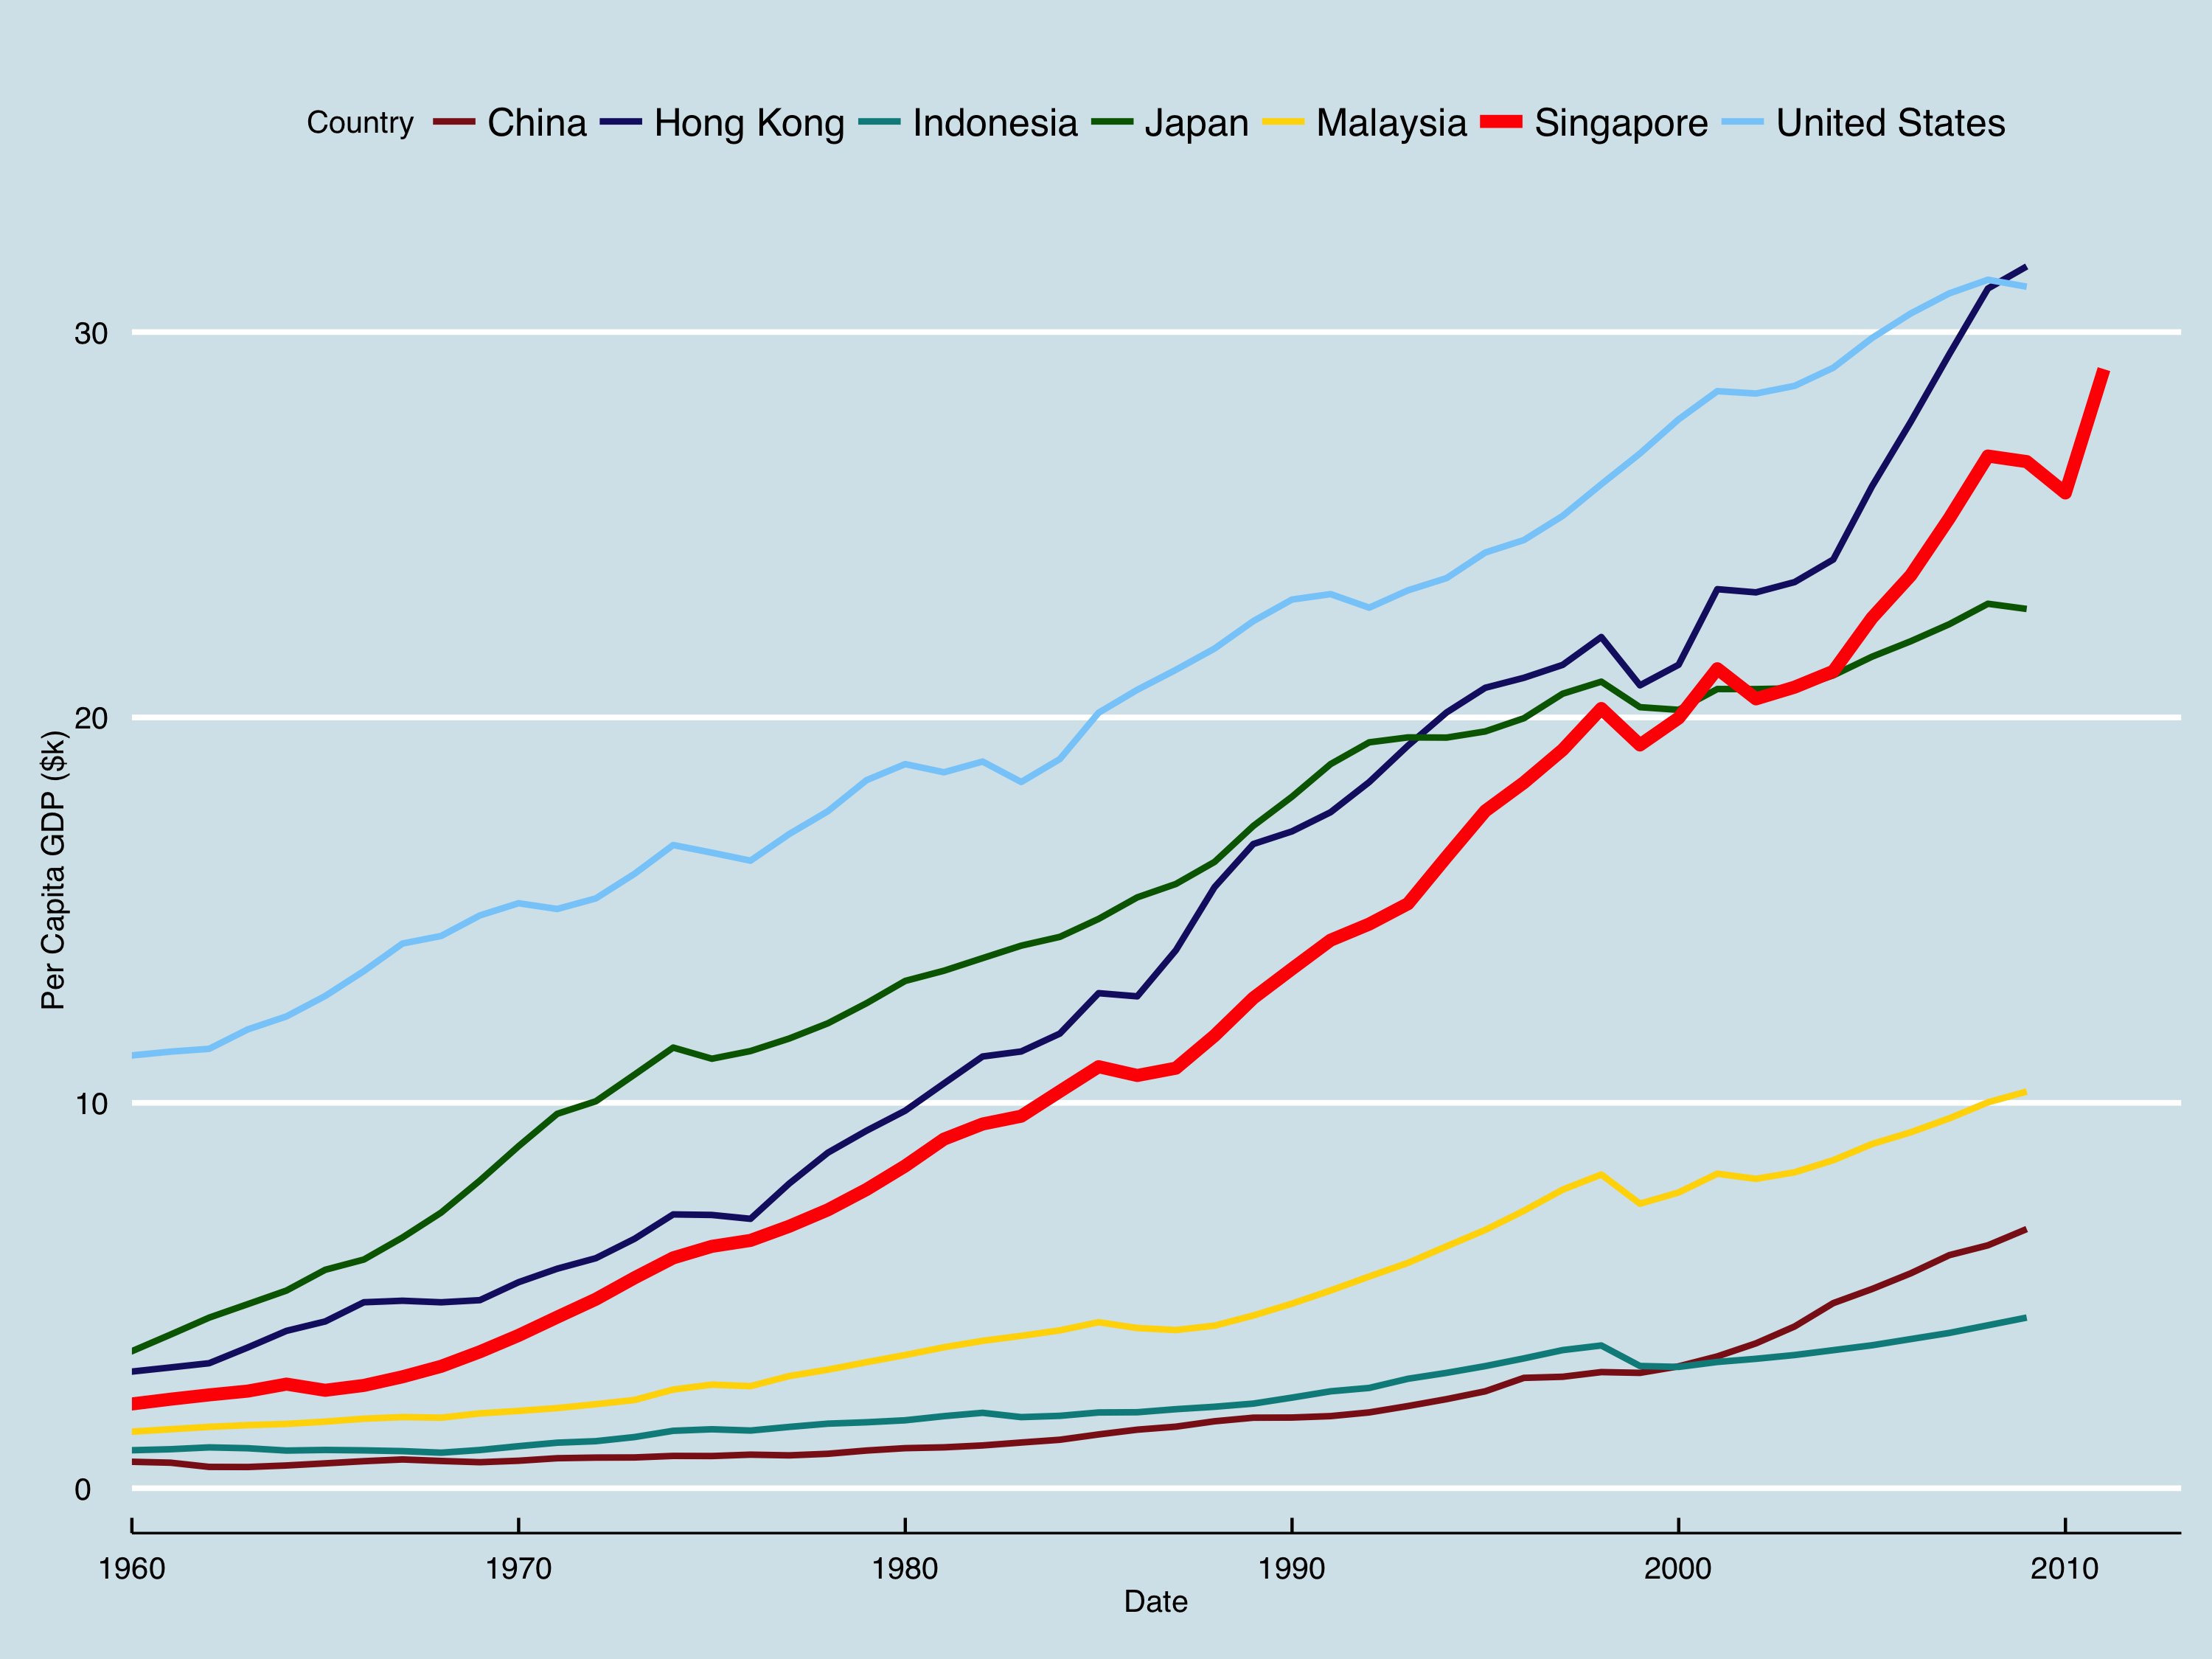 Country China Hong Kong Indonesia Japan Malaysia Singapore United States
30
20
10
0
Per Capita GDP ($k)
1960 1970 1980 1990 2000 2010
Date